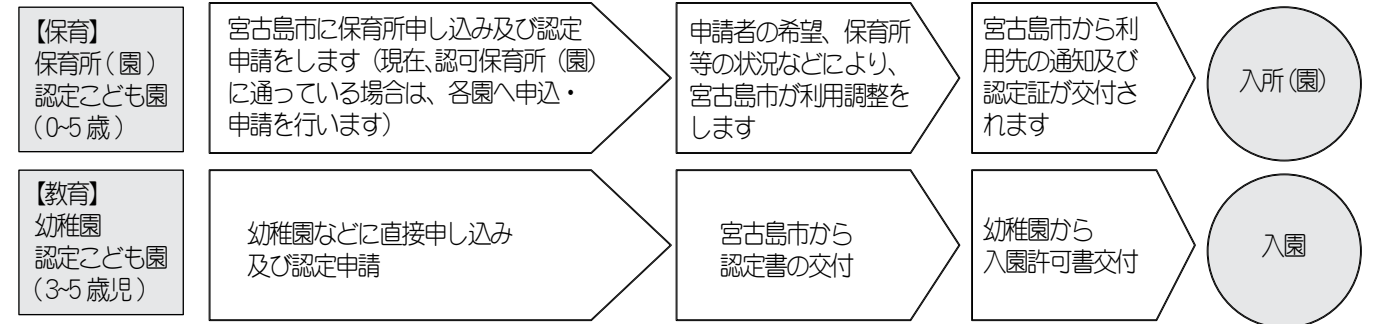 【保育】
保育所(園)
認定こども園
(0~5歳)
宮古島市に保育所申し込み及び認定
申請をします(現在、認可保育所(園)
に通っている場合は、各園へ申込・
申請を行います)
申請者の希望、保育所
等の状況などにより、
宮古島市が利用調整を
します
宮古島市から利
用先の通知及び
認定証が交付さ
れます
入所(園)
【教育】
幼稚園
認定こども園
(3~5歳児)
幼稚園などに直接申し込み
及び認定申請
宮古島市から
認定書の交付
幼稚園から
入園許可書交付
入園